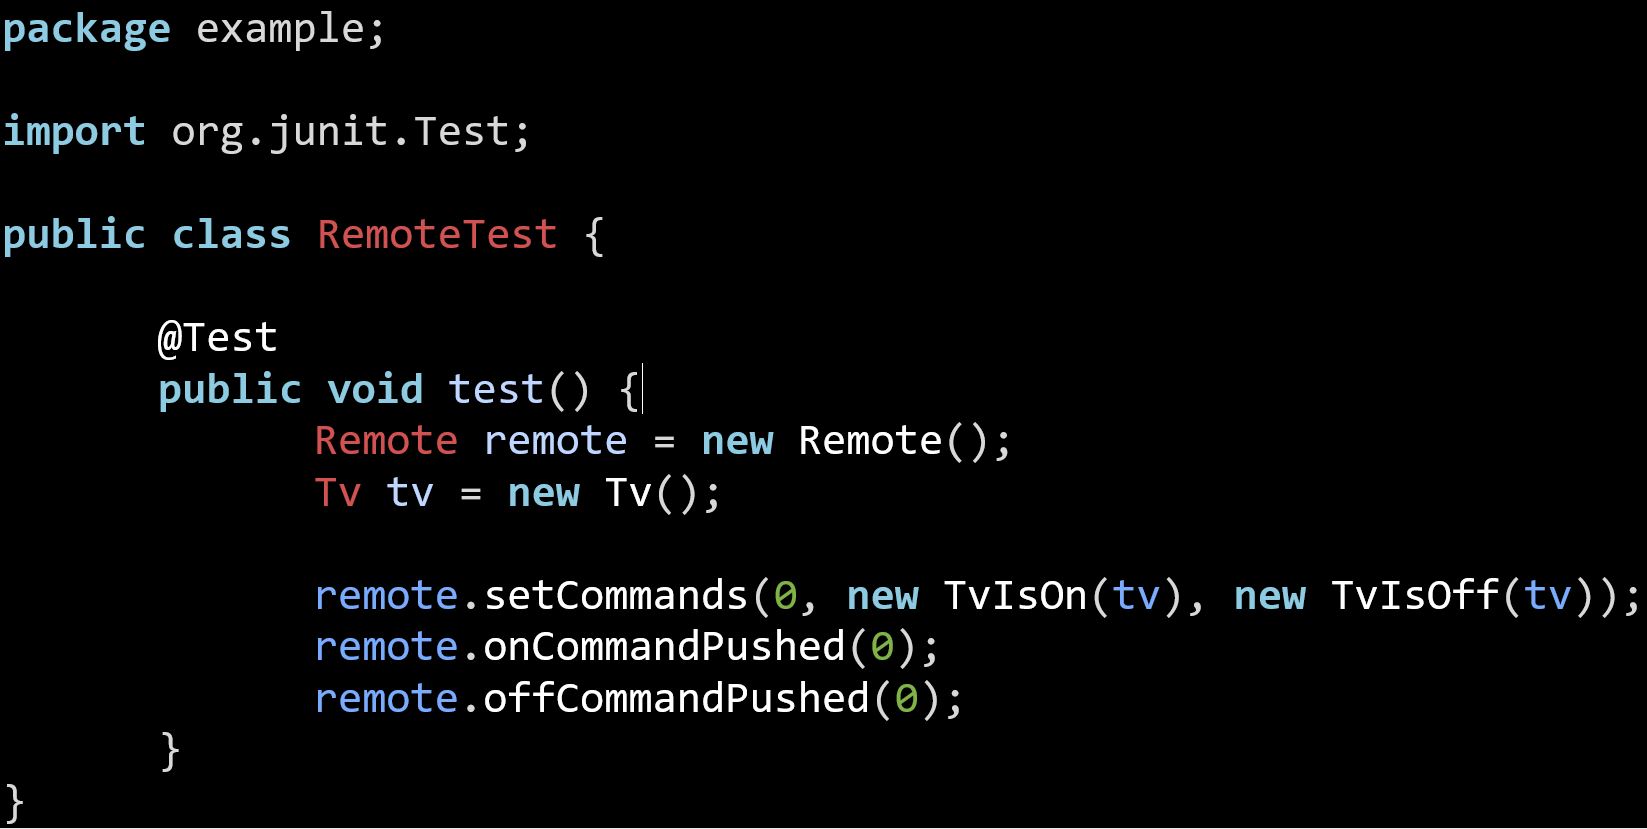 package example;
import org.junit.Test;
public class RemoteTest {
@Test
public void test() {
Remote remote = new Remote();
Tv tv = new Tv();
remote.setCommands(0, new TvIsOn(tv), new TvIsOff(tv));
remote.onCommandPushed(0);
remote.offCommandPushed(0);
}
}